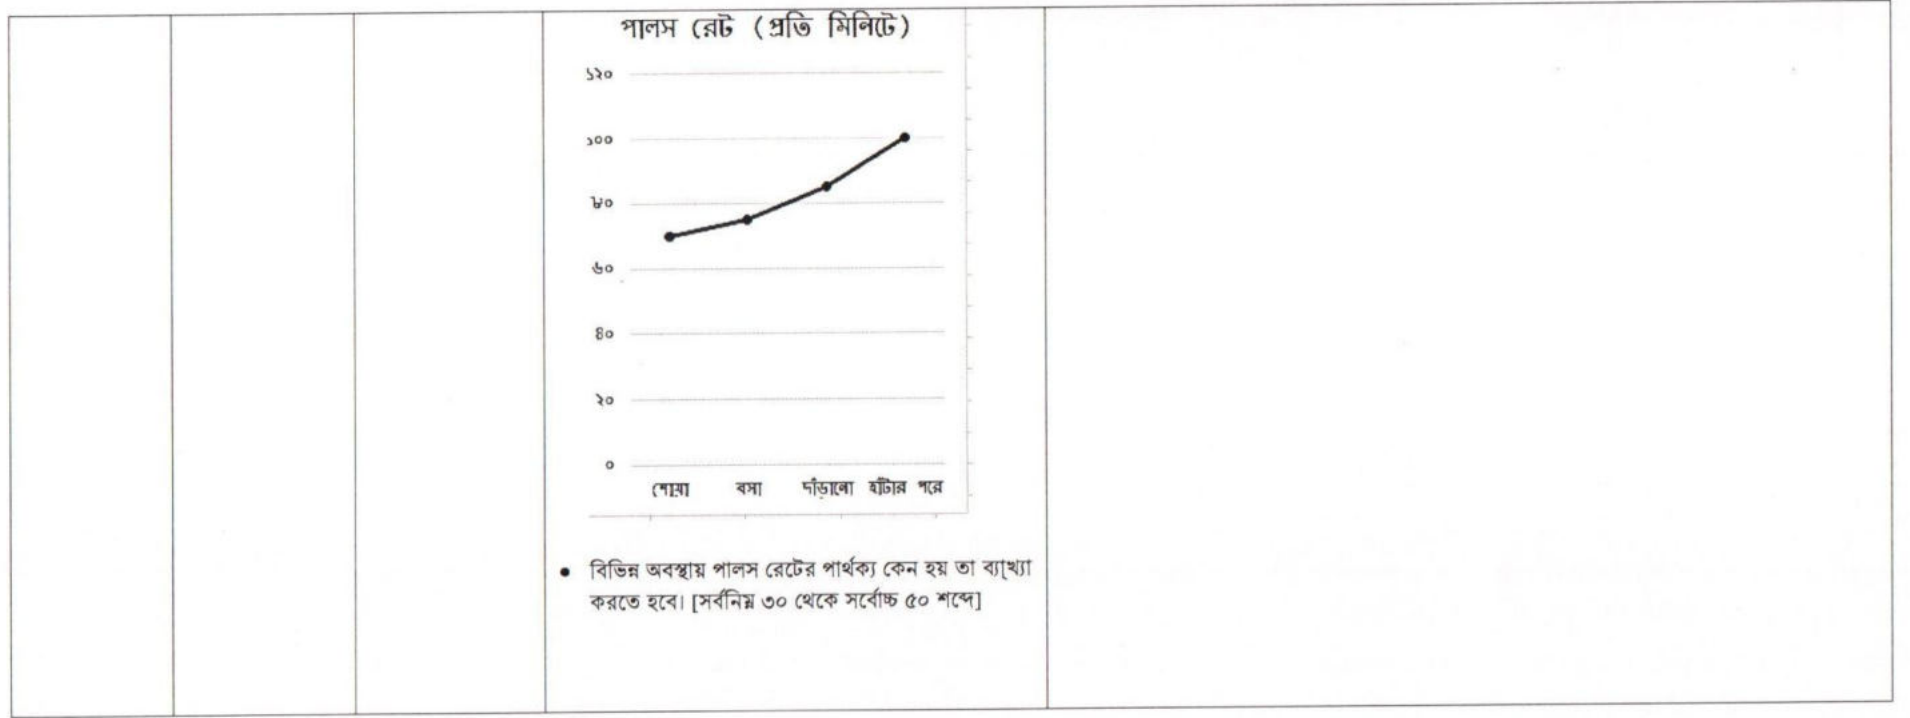 পালস রেট (প্রতি মিনিটে)
১২০
১০০
৮০
৬০
৪০
২০
০
শোয়া বসা দাঁড়ানো হাঁটার পরে
• বিভিন্ন অবস্থায় পালস রেটের পার্থক্য কেন হয় তা ব্যাখ্যা
করতে হবে। [সর্বনিম্ন ৩০ থেকে সর্বোচ্চ ৫০ শব্দে]